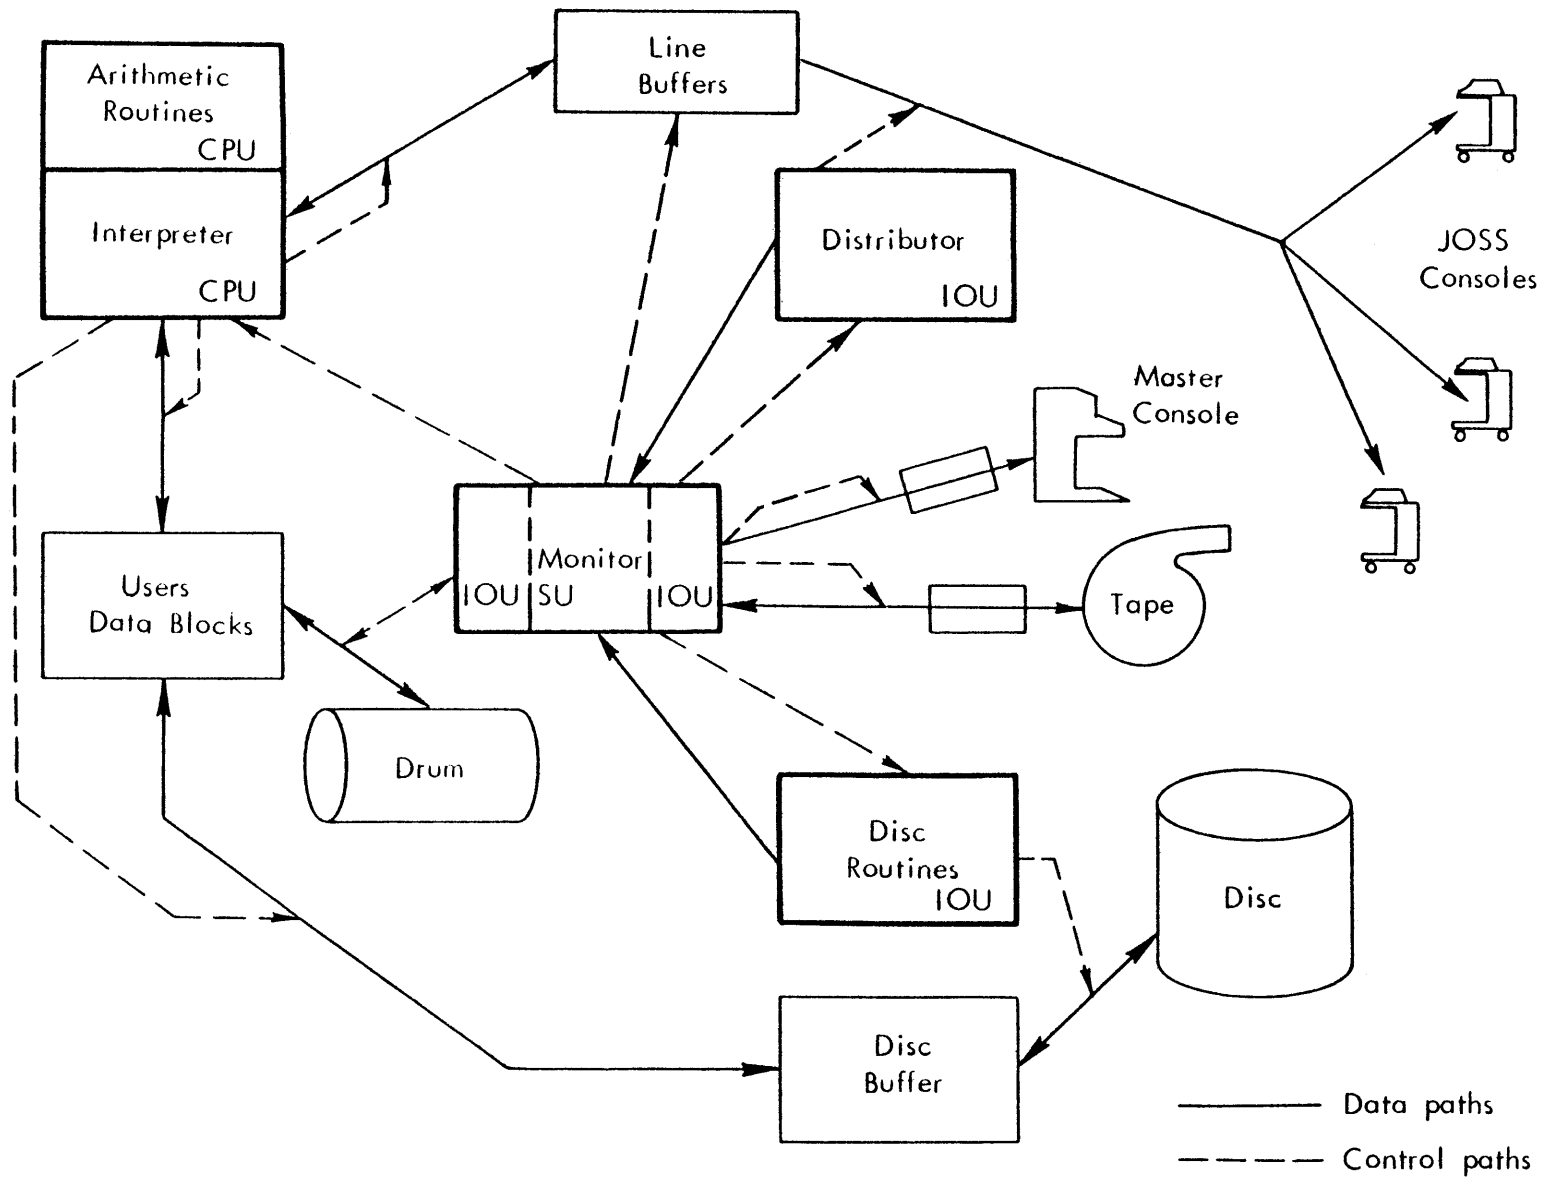 Arithmetic
Routines
CPU
Interpreter
CPU
Line
Buffers
Distributor
IOU
JOSS
Consoles
Master
Console
Monitor
IOU
SU
IOU
Tape
Users
Data Blocks
Drum
Disc
Routines
IOU
Disc
Disc
Buffer
Data paths
Control paths